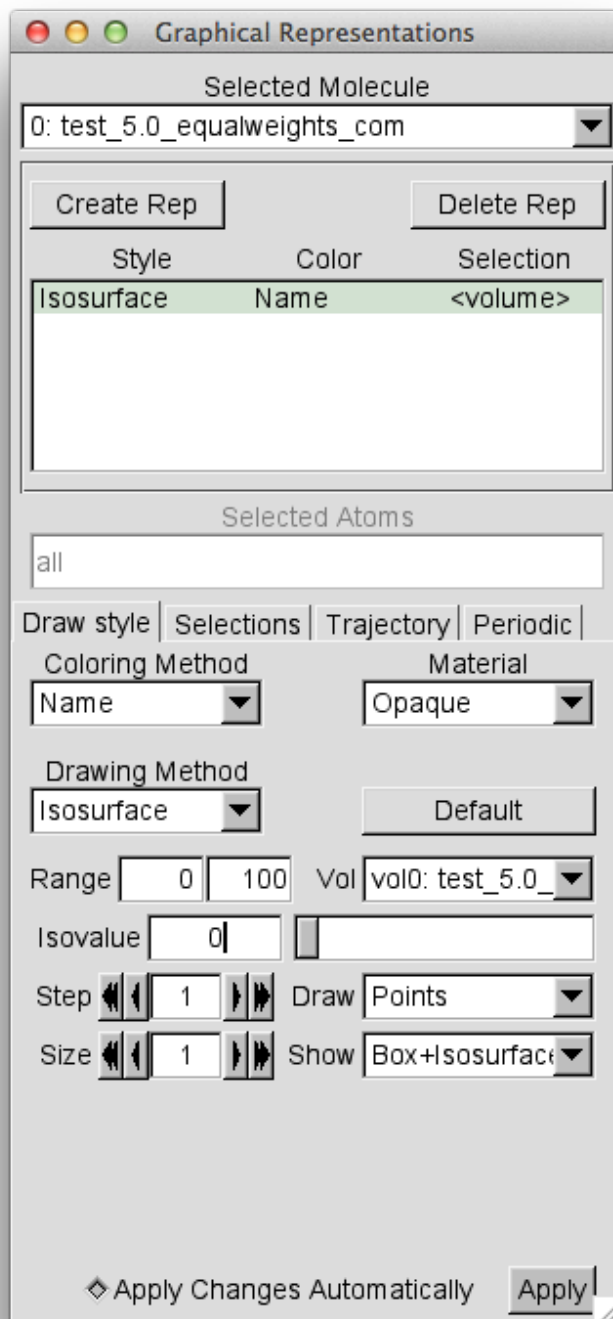 Graphical Representations
Selected Molecule
0: test_5.0_equalweights_com
Create Rep Delete Rep
Style Color Selection
Isosurface Name <volume>
Selected Atoms
all
Draw style Selections Trajectory Periodic
Coloring Method Material
Name Opaque
Drawing Method
Isosurface Default
Range 0 100 Vol vol0: test_5.0_
Isovalue 0
Step 1 Draw Points
Size 1 Show Box+Isosurface
Apply Changes Automatically Apply